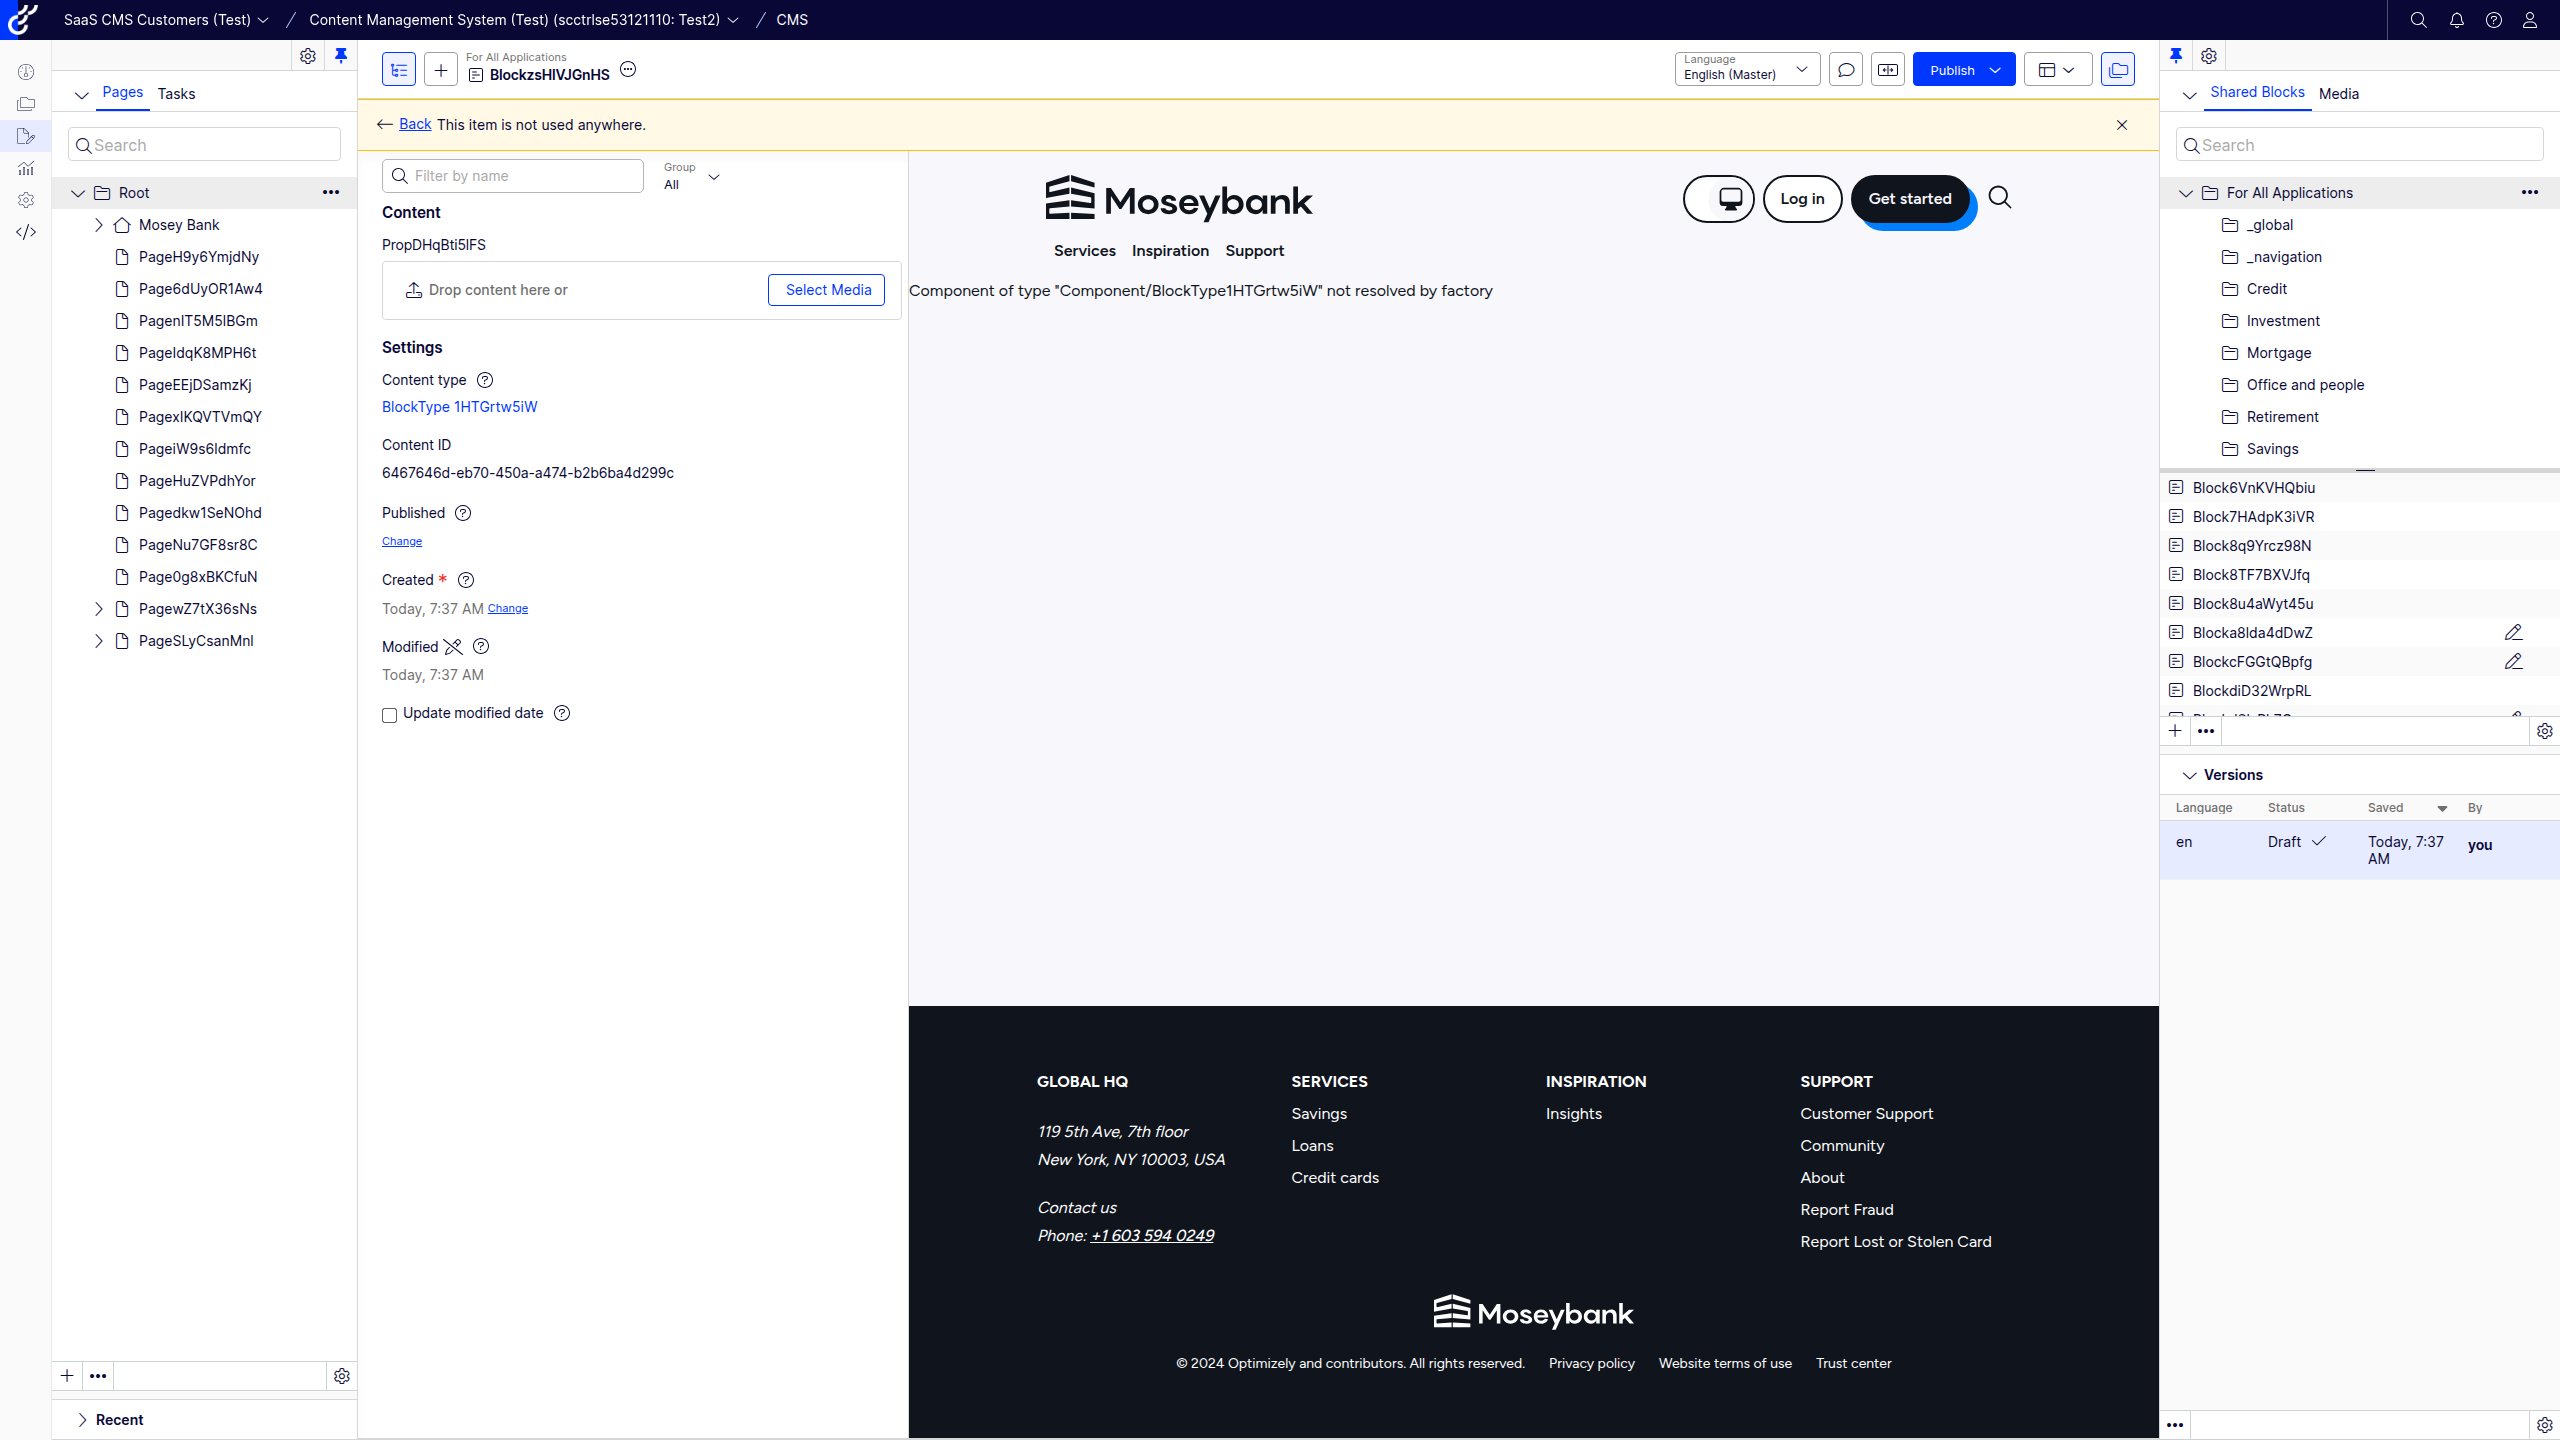 SaaS CMS Customers (Test) / Content Management System (Test) (scctrlse53121110: Test2) / CMS
Pages Tasks
Search
Root
Mosey Bank
PageH9y6YmjdNy
Page6dUyOR1Aw4
PagenIT5M5lBGm
PageIdqK8MPH6t
PageEEjDSamzKj
PagexIKQVTVmQY
PageiW9s6ldmfc
PageHuZVPdhYor
Pagedkw1SeNOhd
PageNu7GF8sr8C
Page0g8xBKCfuN
PagewZ7tX36sNs
PageSLyCsanMnl
Recent
For All Applications
BlockzsHIVJGnHS
Language
English (Master)
Publish
Back This item is not used anywhere.
Filter by name
Group
All
Content
PropDHqBti5lFS
Drop content here or Select Media
Settings
Content type
BlockType 1HTGrtw5iW
Content ID
6467646d-eb70-450a-a474-b2b6ba4d299c
Published
Change
Created *
Today, 7:37 AM Change
Modified
Today, 7:37 AM
Update modified date
Moseybank
Log in Get started
Services Inspiration Support
Component of type "Component/BlockType1HTGrtw5iW" not resolved by factory
GLOBAL HQ
119 5th Ave, 7th floor
New York, NY 10003, USA
Contact us
Phone: +1 603 594 0249
SERVICES
Savings
Loans
Credit cards
INSPIRATION
Insights
SUPPORT
Customer Support
Community
About
Report Fraud
Report Lost or Stolen Card
Moseybank
© 2024 Optimizely and contributors. All rights reserved. Privacy policy Website terms of use Trust center
Shared Blocks Media
Search
For All Applications
_global
_navigation
Credit
Investment
Mortgage
Office and people
Retirement
Savings
Block6VnKVHQbiu
Block7HAdpK3iVR
Block8q9Yrcz98N
Block8TF7BXVJfq
Block8u4aWyt45u
Blocka8lda4dDwZ
BlockcFGGtQBpfg
BlockdiD32WrpRL
Versions
Language Status Saved By
en Draft Today, 7:37 you
AM